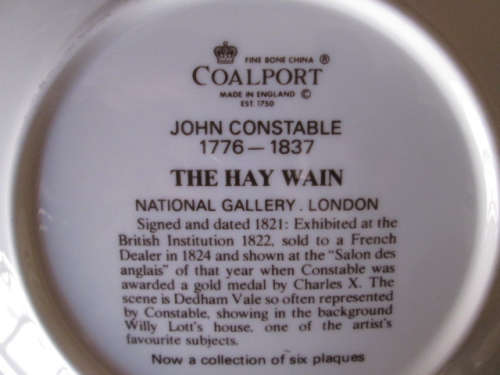 FINE BONE CHINA ®
COALPORT
MADE IN ENGLAND ©
EST. 1750
JOHN CONSTABLE
1776 — 1837
THE HAY WAIN
NATIONAL GALLERY . LONDON
Signed and dated 1821: Exhibited at the
British Institution 1822, sold to a French
Dealer in 1824 and shown at the "Salon des
anglais" of that year when Constable was
awarded a gold medal by Charles X. The
scene is Dedham Vale so often represented
by Constable, showing in the background
Willy Lott's house, one of the artist's
favourite subjects.
Now a collection of six plaques